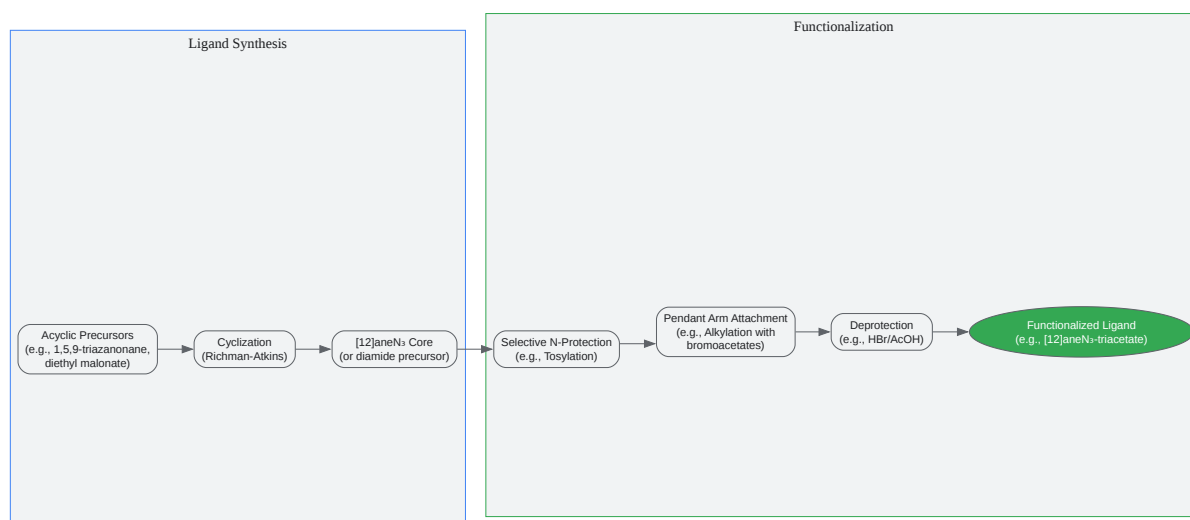 Ligand Synthesis
Functionalization
Acyclic Precursors
(e.g., 1,5,9-triazanonane,
diethyl malonate)
Cyclization
(Richman-Atkins)
[12]aneN₃ Core
(or diamide precursor)
Selective N-Protection
(e.g., Tosylation)
Pendant Arm Attachment
(e.g., Alkylation with
bromoacetates)
Deprotection
(e.g., HBr/AcOH)
Functionalized Ligand
(e.g., [12]aneN₃-triacetate)